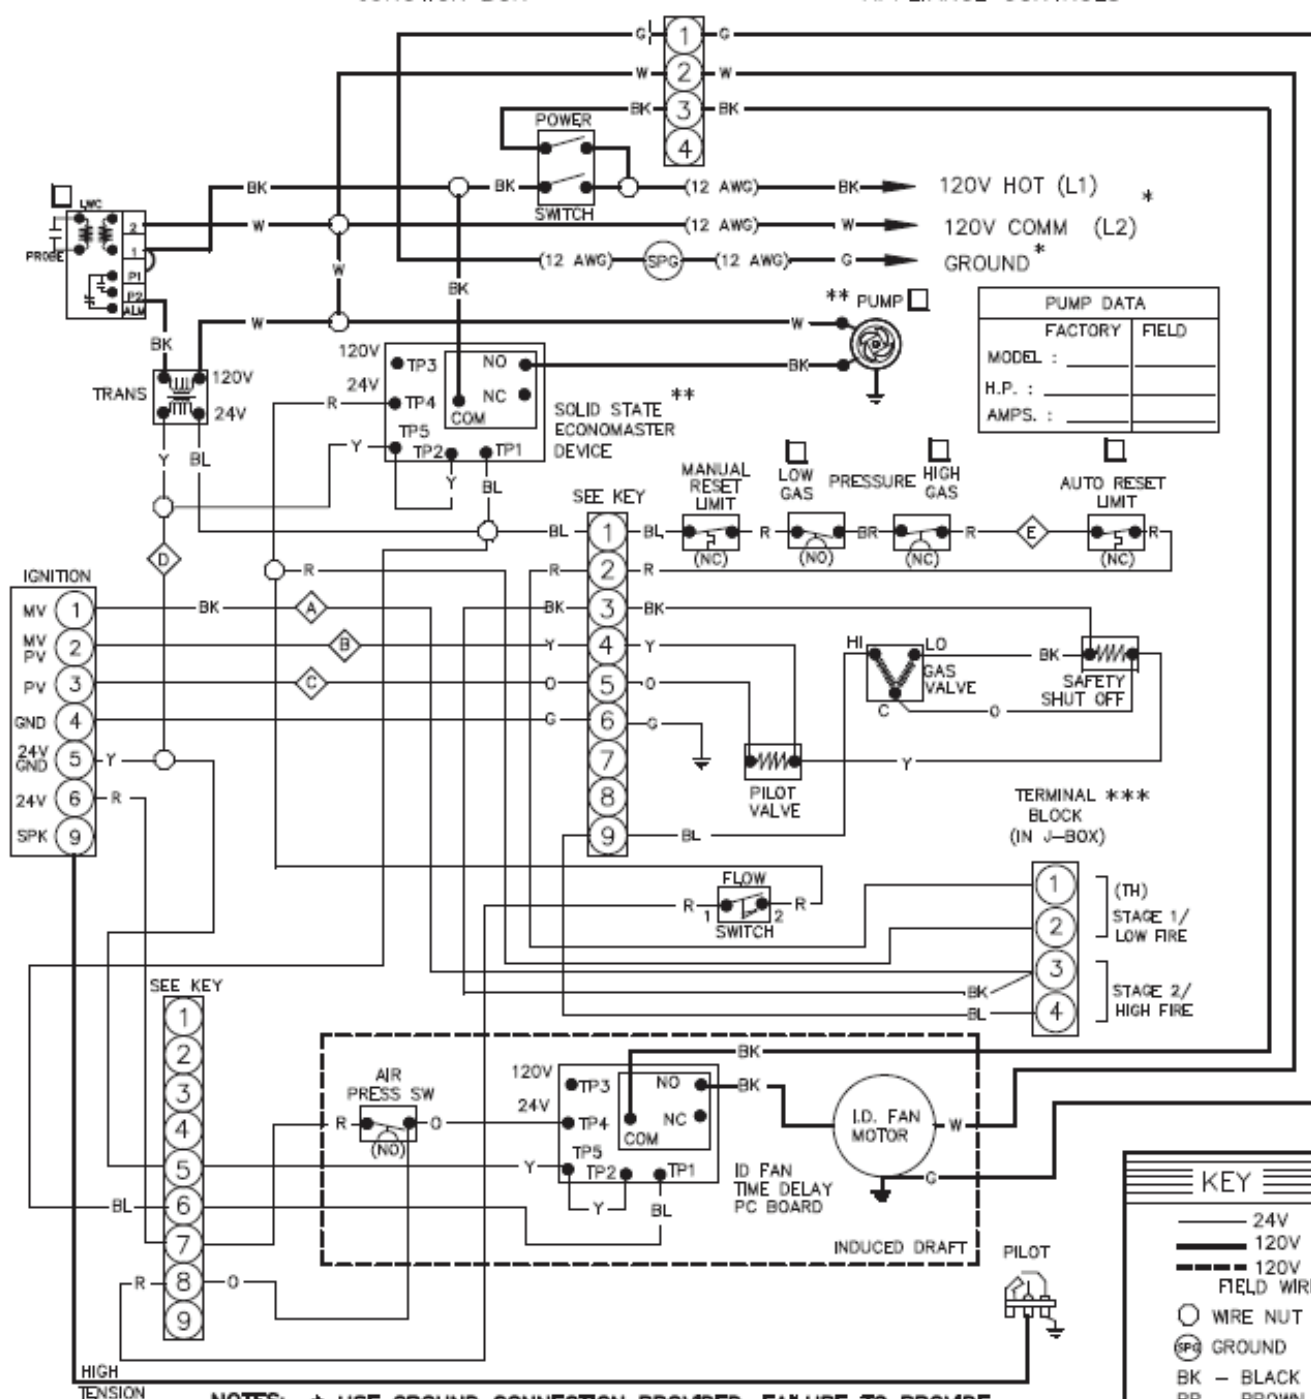 G 1 G
W 2 W
BK 3 BK
4
POWER
SWITCH
BK BK (12 AWG) BK 120V HOT (L1)
*
W (12 AWG) W 120V COMM (L2)
(12 AWG) SPG (12 AWG) G GROUND *
LWC
PROBE
2
1
P1
P2
ALM
W
BK
BK
W
** PUMP
W
BK
PUMP DATA
FACTORY FIELD
MODEL :
H.P. :
AMPS. :
TRANS
120V
24V
Y BL
120V TP3
24V
R TP4
TP5
Y TP2 TP1
Y BL
NO
NC
COM
SOLID STATE **
ECONOMASTER
DEVICE
SEE KEY
MANUAL
RESET
LIMIT
LOW
GAS
PRESSURE
HIGH
GAS
AUTO RESET
LIMIT
BL 1 BL R BR R E R
(NC) (NO) (NC) (NC)
D
R 2 R
IGNITION
MV 1 BK A BK 3 BK
MV
PV 2 B Y 4 Y
PV 3 C O 5 O
GND 4 G 6 G
24V
GND 5 Y 7
24V 6 R 8
SPK 9 9 BL
HI LO
GAS
VALVE
C
BK
O
SAFETY
SHUT OFF
Y
PILOT
VALVE
TERMINAL ***
BLOCK
(IN J-BOX)
1 (TH)
2 STAGE 1/
LOW FIRE
3
4 STAGE 2/
HIGH FIRE
BK
BL
FLOW
R 1 2 R
SWITCH
SEE KEY
1
2
3
4
5
BL 6
7
R 8 O
9
AIR
PRESS SW
R O
(NO)
120V TP3
24V
TP4
TP5
Y TP2 TP1
Y BL
NO
NC
COM
BK
BK
ID FAN
TIME DELAY
PC BOARD
I.D. FAN
MOTOR
W
G
INDUCED DRAFT
PILOT
KEY
24V
120V
120V
WIRE NUT
SPG GROUND
BK – BLACK
HIGH
TENSION
NOTES: * USE GROUND CONNECTION PROVIDED, FAILURE TO PROVIDE